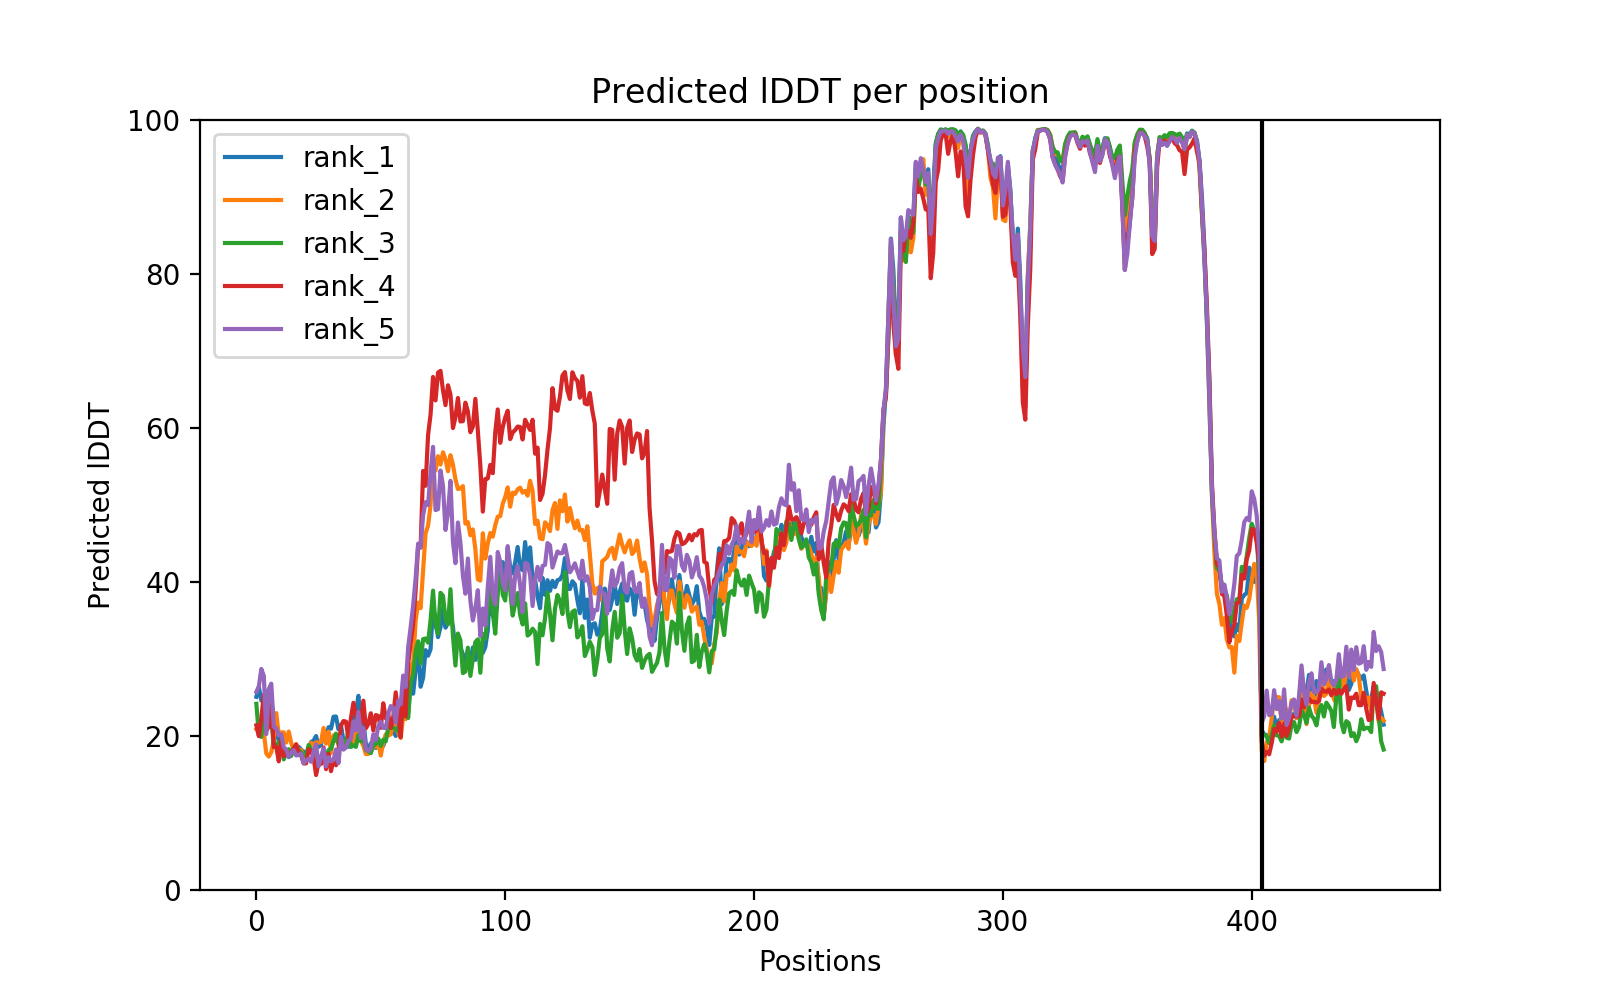 Predicted lDDT per position
100
80
60
40
20
0
Predicted lDDT
rank_1
rank_2
rank_3
rank_4
rank_5
0 100 200 300 400
Positions